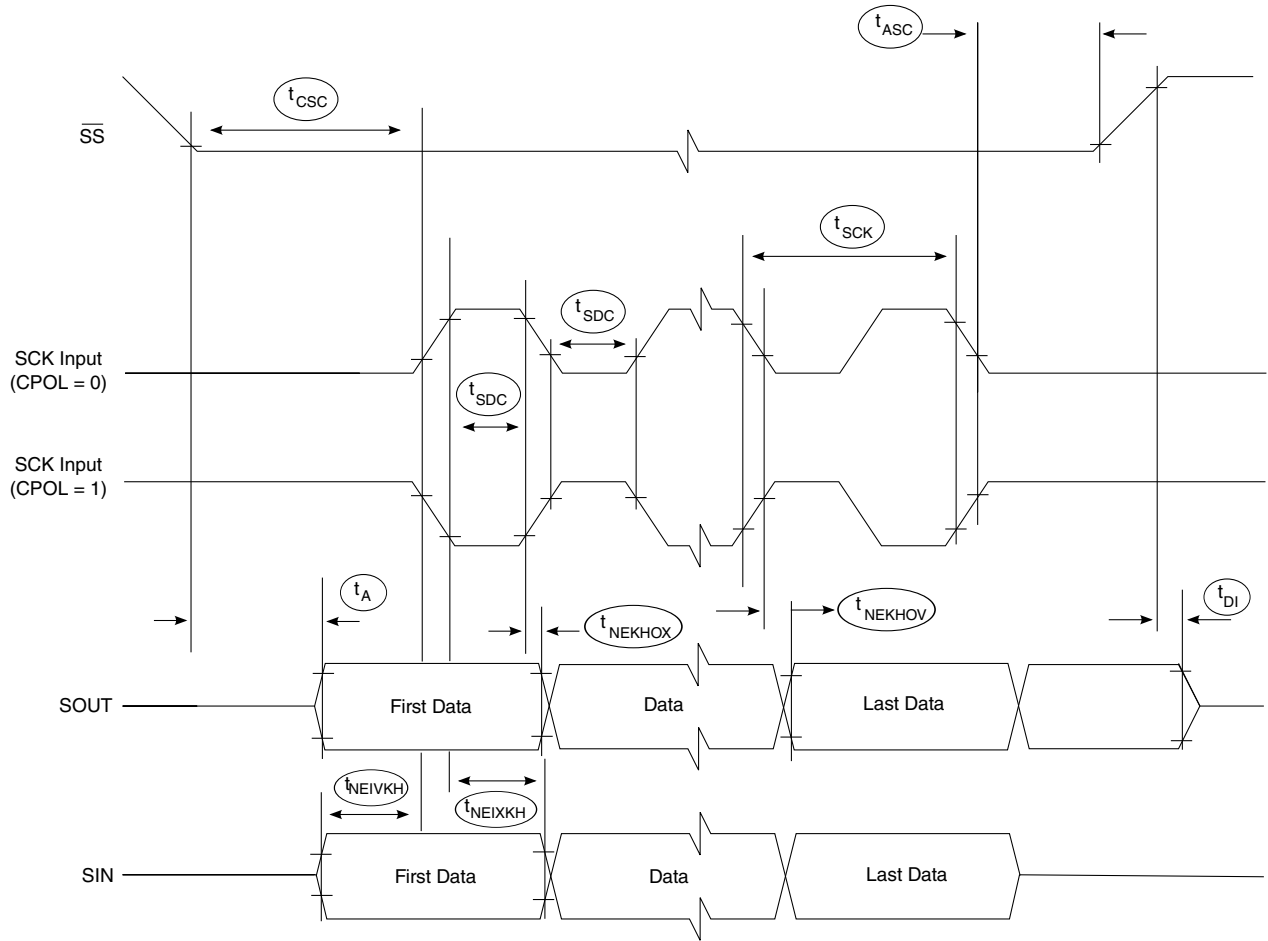 tASC
tCSC
SS
tSCK
tSDC
SCK Input
(CPOL = 0)
tSDC
SCK Input
(CPOL = 1)
tA
tNEKHOX
tNEKHOV
tDI
SOUT
First Data
Data
Last Data
tNEIVKH
tNEIXKH
SIN
First Data
Data
Last Data